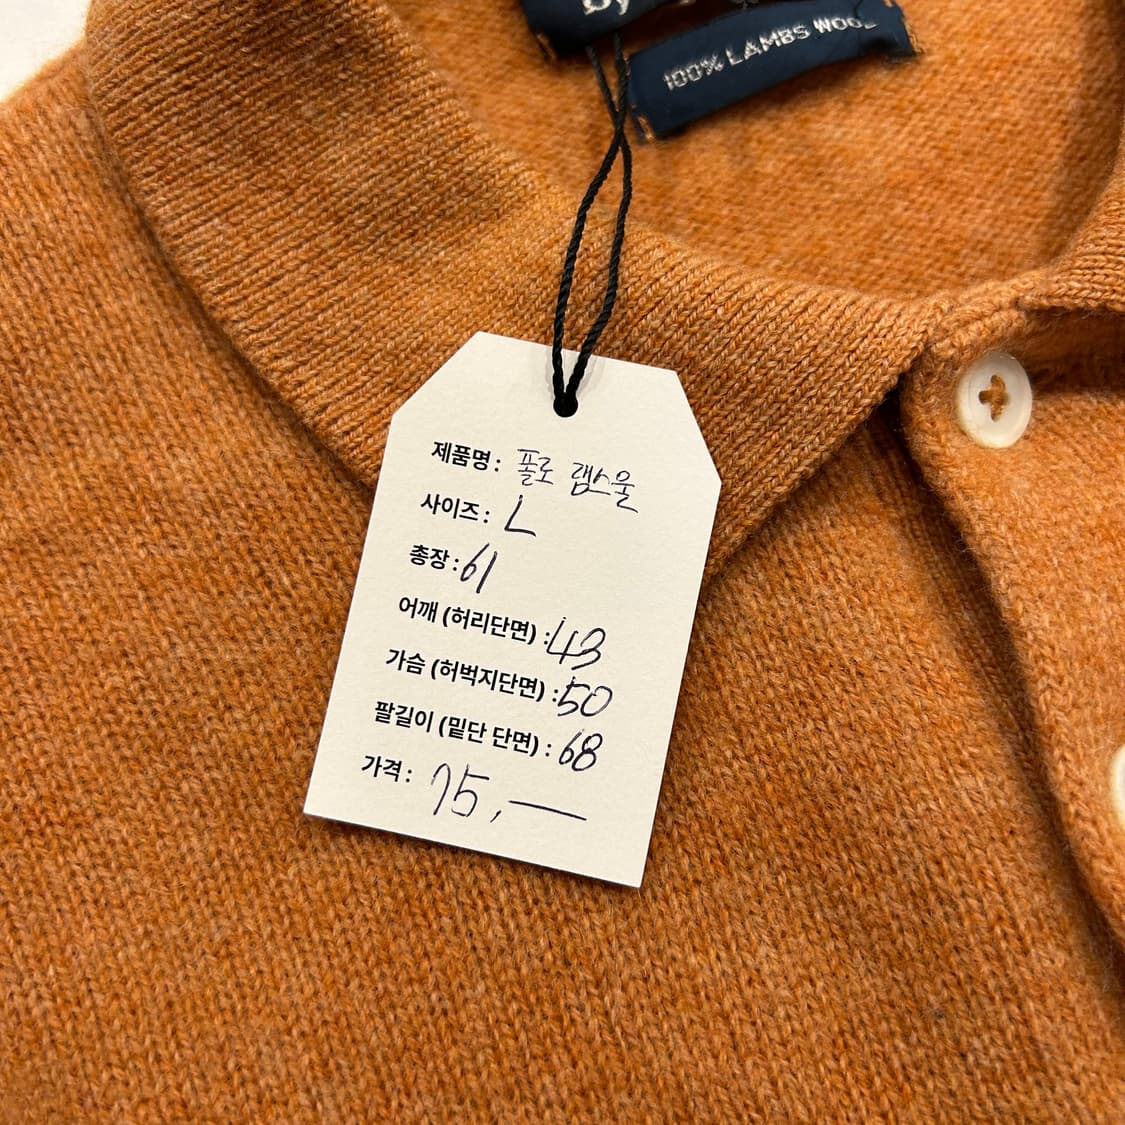 by
100% LAMBS WOOL
제품명: 폴로 램스울
사이즈: L
총장: 61
어깨 (허리단면) : 43
가슴 (허벅지단면) : 50
팔길이 (밑단 단면) : 68
가격: 75,—